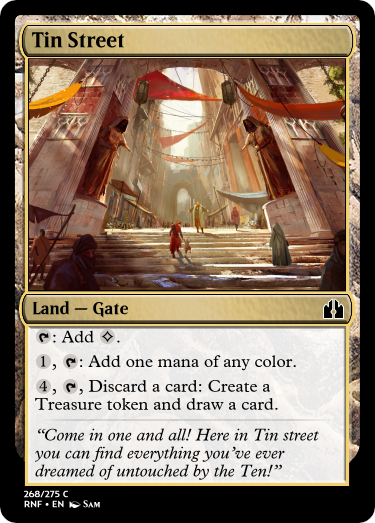 Tin Street
Land — Gate
: Add .
1, : Add one mana of any color.
4, , Discard a card: Create a
Treasure token and draw a card.
“Come in one and all! Here in Tin street
you can find everything you’ve ever
dreamed of untouched by the Ten!”
268/275 C
RNF • EN Sam